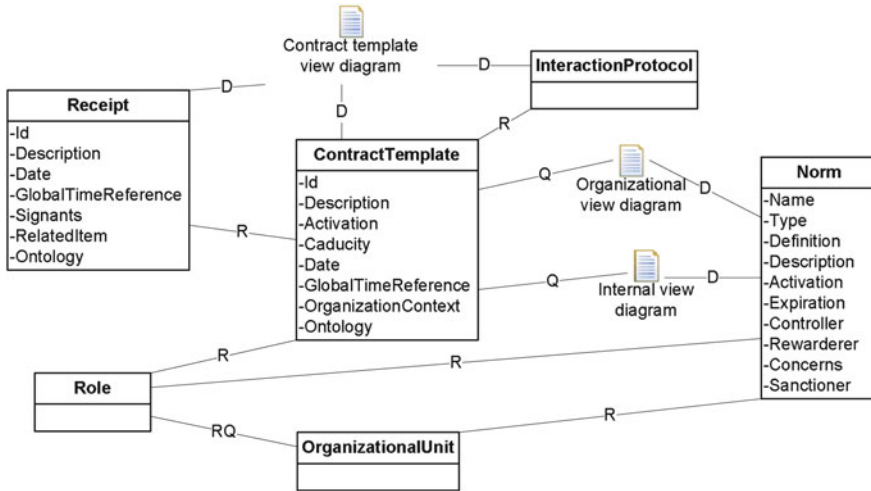 Contract template
view diagram
D
D
D
InteractionProtocol
R
Receipt
-Id
-Description
-Date
-GlobalTimeReference
-Signants
-RelatedItem
-Ontology
R
ContractTemplate
-Id
-Description
-Activation
-Caducity
-Date
-GlobalTimeReference
-OrganizationContext
-Ontology
Q
Organizational
view diagram
D
Q
Internal view
diagram
D
Norm
-Name
-Type
-Definition
-Description
-Activation
-Expiration
-Controller
-Rewarderer
-Concerns
-Sanctioner
R
R
Role
RQ
R
OrganizationalUnit